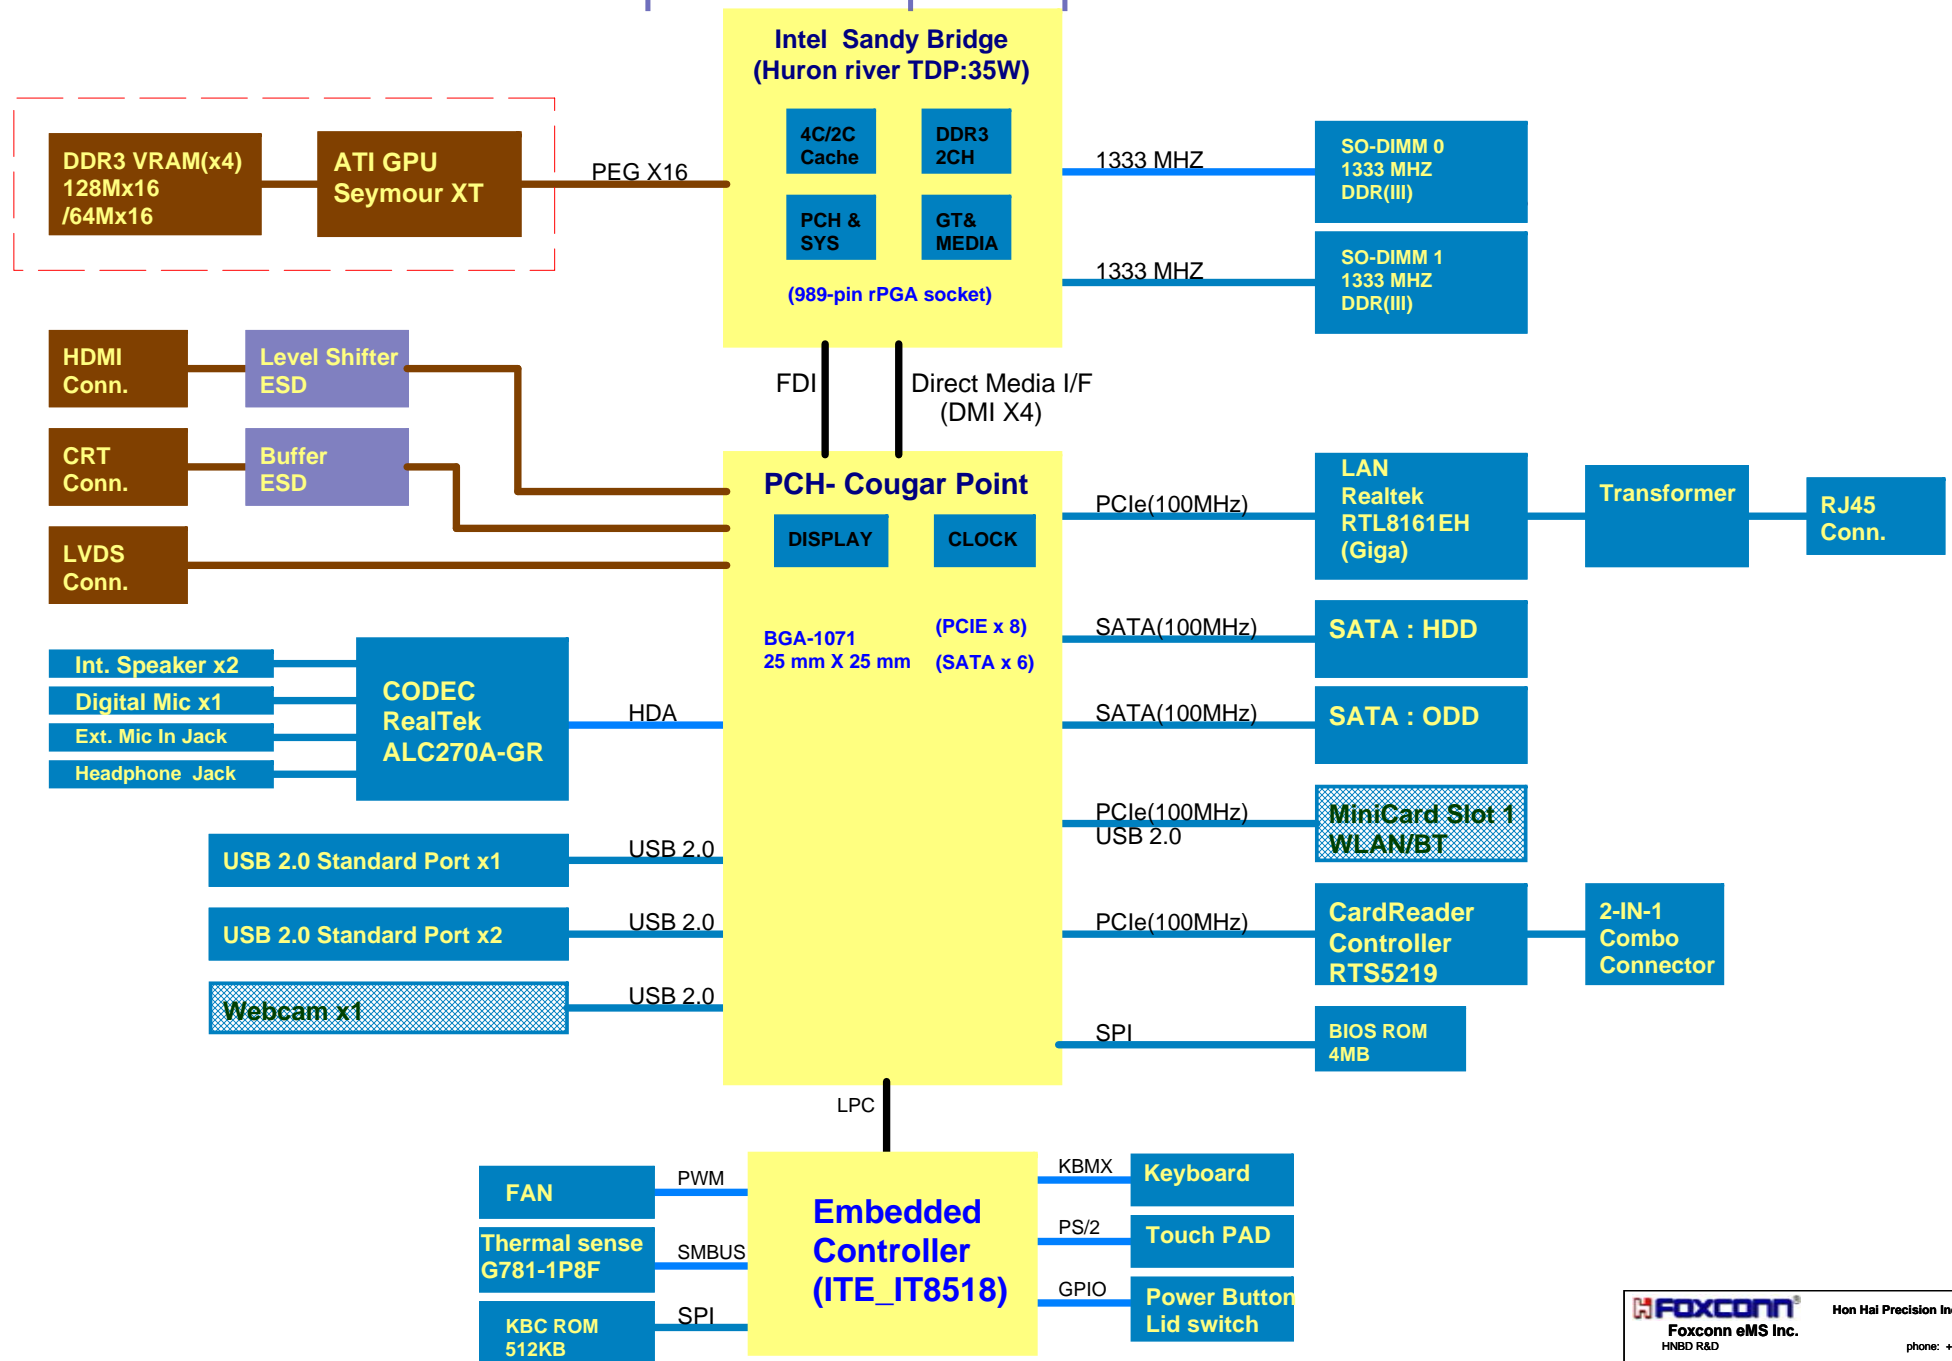 Intel Sandy Bridge
(Huron river TDP:35W)
4C/2C
Cache
DDR3
2CH
PCH &
SYS
GT&
MEDIA
(989-pin rPGA socket)
DDR3 VRAM(x4)
128Mx16
/64Mx16
ATI GPU
Seymour XT
PEG X16
1333 MHZ
SO-DIMM 0
1333 MHZ
DDR(III)
1333 MHZ
SO-DIMM 1
1333 MHZ
DDR(III)
HDMI
Conn.
Level Shifter
ESD
FDI
Direct Media I/F
(DMI X4)
CRT
Conn.
Buffer
ESD
LVDS
Conn.
PCH- Cougar Point
DISPLAY
CLOCK
BGA-1071
25 mm X 25 mm
(PCIE x 8)
(SATA x 6)
PCIe(100MHz)
LAN
Realtek
RTL8161EH
(Giga)
Transformer
RJ45
Conn.
SATA(100MHz)
SATA : HDD
SATA(100MHz)
SATA : ODD
PCIe(100MHz)
USB 2.0
MiniCard Slot 1
WLAN/BT
PCIe(100MHz)
CardReader
Controller
RTS5219
2-IN-1
Combo
Connector
SPI
BIOS ROM
4MB
Int. Speaker x2
Digital Mic x1
Ext. Mic In Jack
Headphone Jack
CODEC
RealTek
ALC270A-GR
HDA
USB 2.0 Standard Port x1
USB 2.0
USB 2.0 Standard Port x2
USB 2.0
Webcam x1
USB 2.0
LPC
FAN
PWM
Thermal sense
G781-1P8F
SMBUS
KBC ROM
512KB
SPI
Embedded
Controller
(ITE_IT8518)
KBMX
Keyboard
PS/2
Touch PAD
GPIO
Power Button
Lid switch
FOXCONN®
Hon Hai Precision In
Foxconn eMS Inc.
HNBD R&D
phone: +